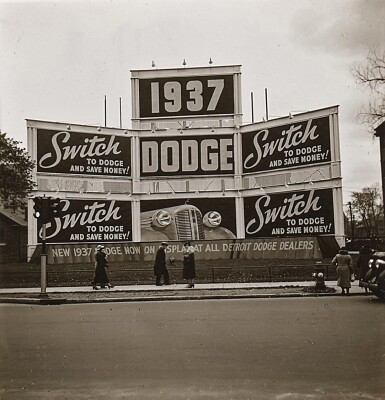 1937
Switch
TO DODGE
AND SAVE MONEY!
DODGE
Switch
TO DODGE
AND SAVE MONEY!
Switch
TO DODGE
AND SAVE MONEY!
Switch
TO DODGE
AND SAVE MONEY!
NEW 1937 DODGE NOW ON DISPLAY AT ALL DETROIT DODGE DEALERS